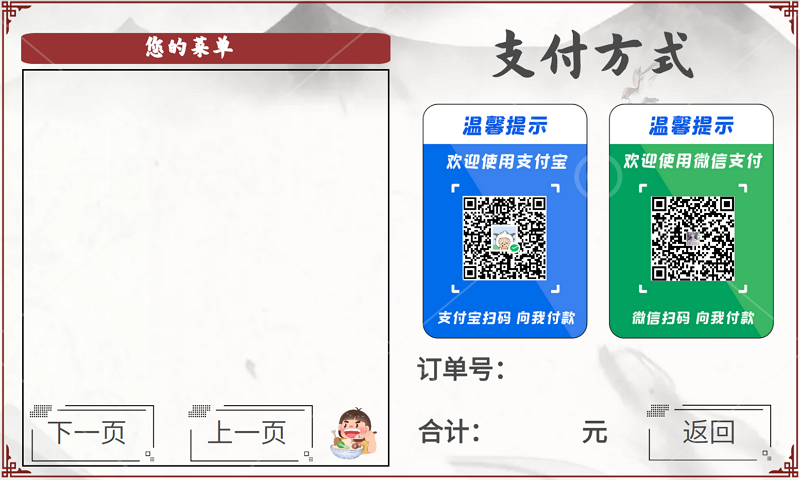 您的菜单
下一页
上一页
支付方式
温馨提示
欢迎使用支付宝
支付宝扫码 向我付款
温馨提示
欢迎使用微信支付
微信扫码 向我付款
订单号：
合计： 元
返回